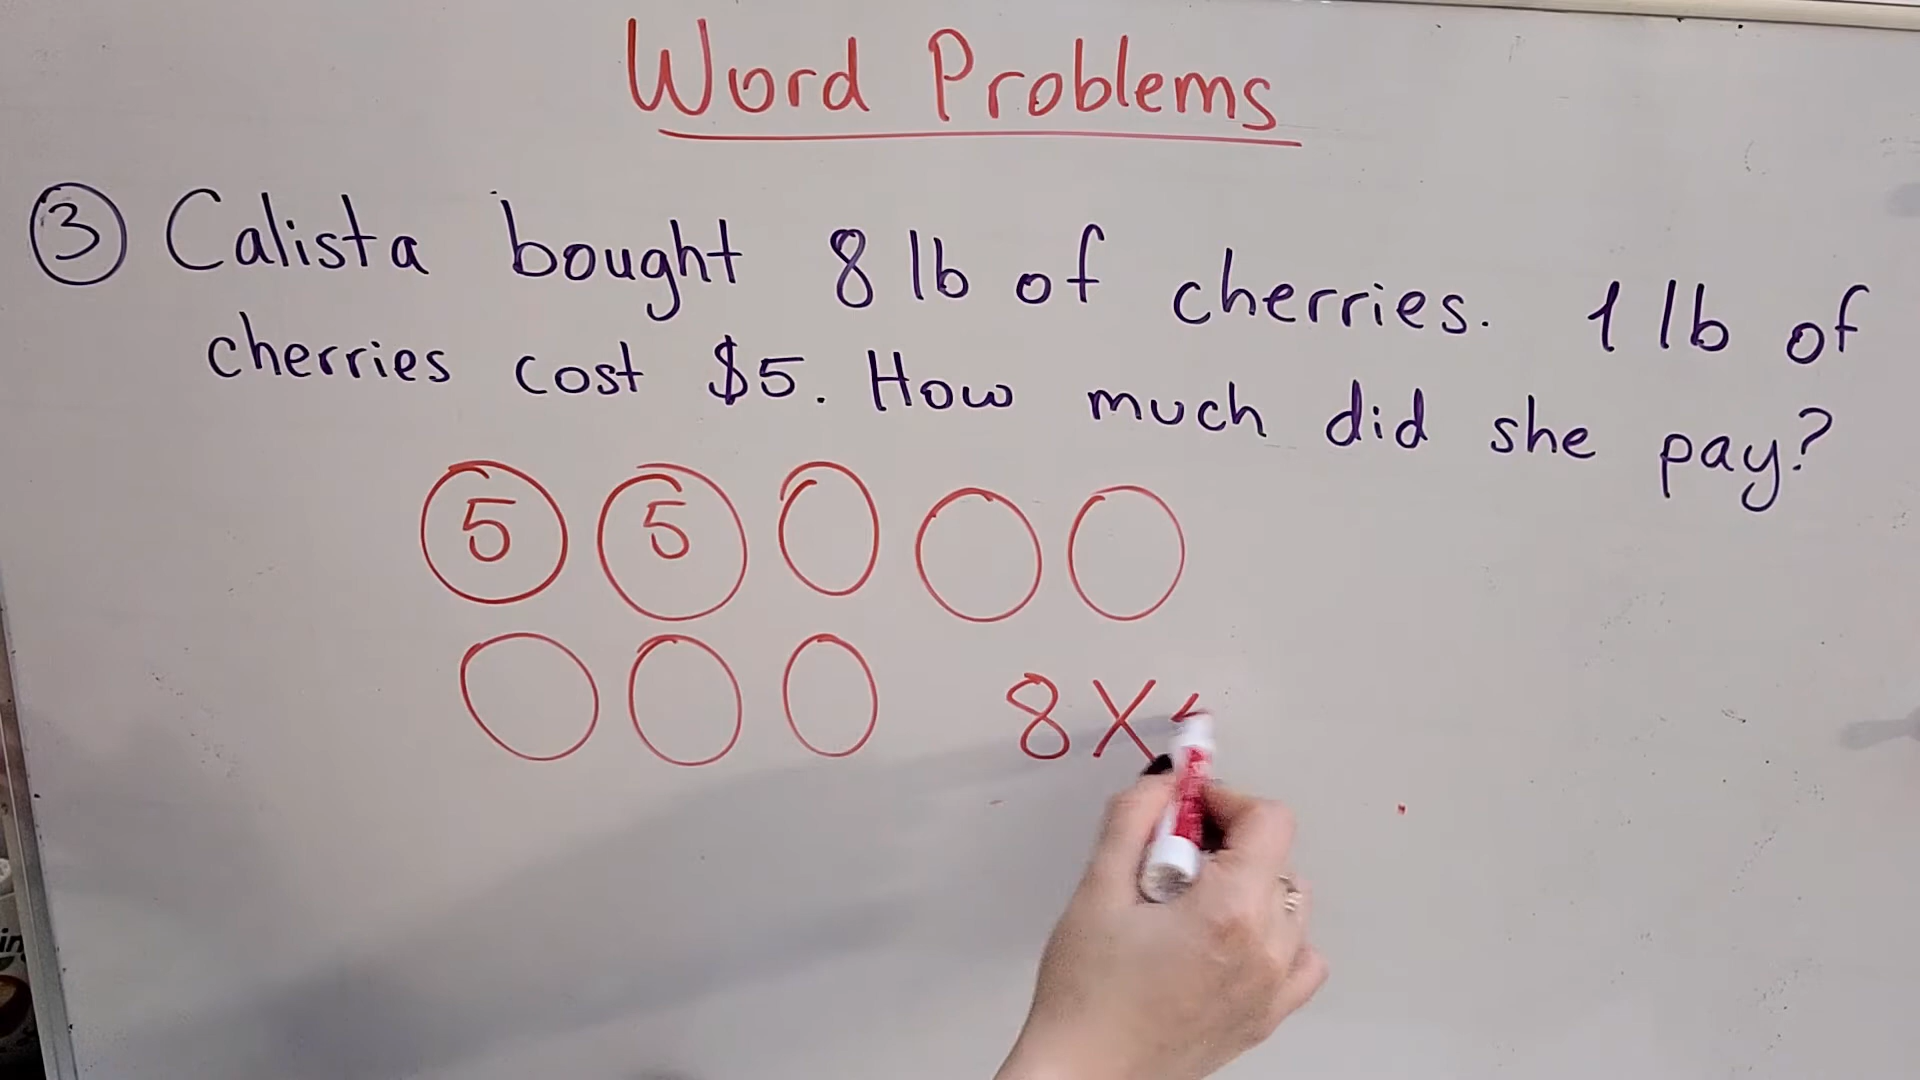 Word Problems
3 Calista bought 8 lb of cherries. 1 lb of
cherries cost $5. How much did she pay?
5 5
8 X
in